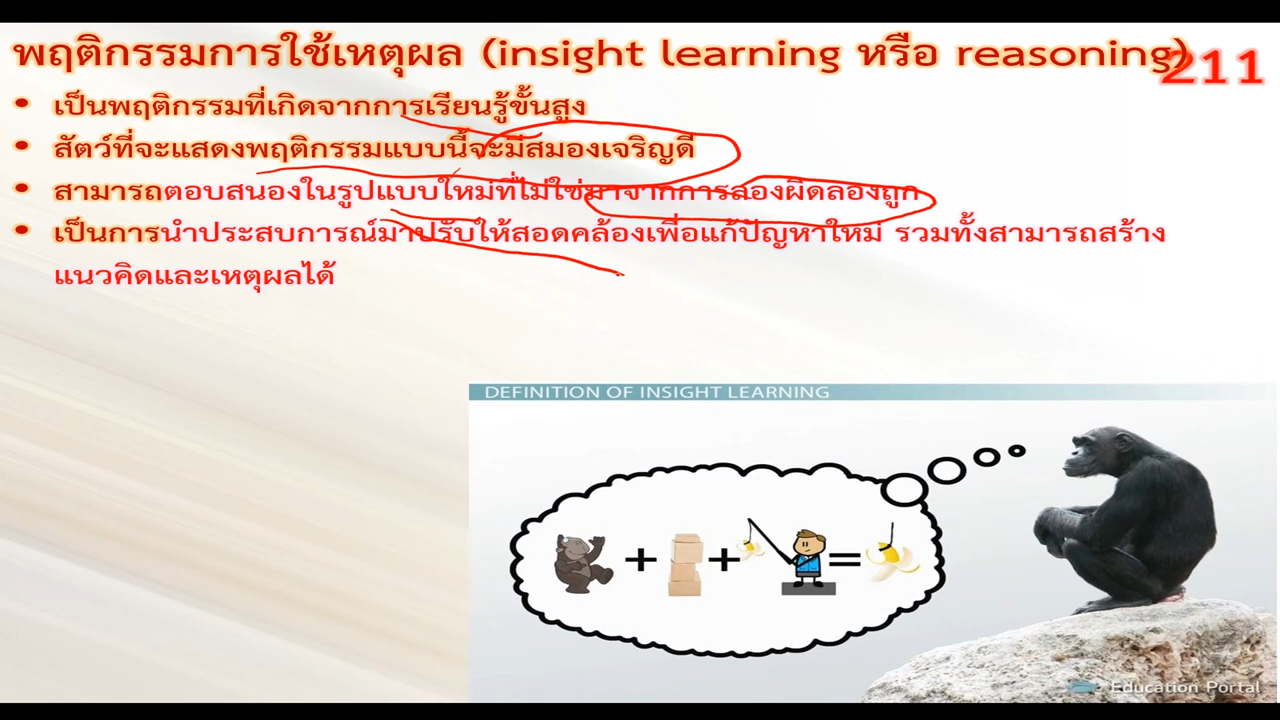 พฤติกรรมการใช้เหตุผล (insight learning หรือ reasoning)
211
• เป็นพฤติกรรมที่เกิดจากการเรียนรู้ขั้นสูง
• สัตว์ที่จะแสดงพฤติกรรมแบบนี้จะมีสมองเจริญดี
• สามารถตอบสนองในรูปแบบใหม่ที่ไม่ใช่มาจากการลองผิดลองถูก
• เป็นการนำประสบการณ์มาปรับให้สอดคล้องเพื่อแก้ปัญหาใหม่ รวมทั้งสามารถสร้าง
แนวคิดและเหตุผลได้
DEFINITION OF INSIGHT LEARNING
+ + =
Education Portal